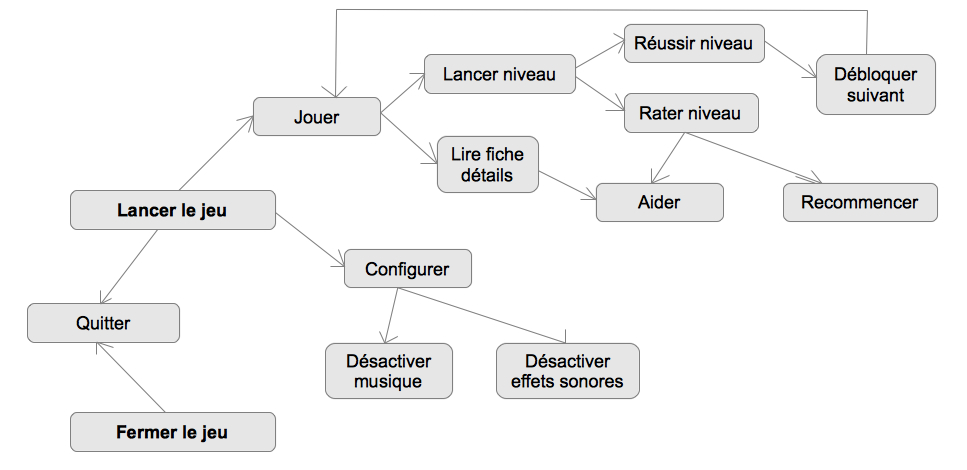 Réussir niveau
Lancer niveau
Débloquer
suivant
Jouer
Rater niveau
Lire fiche
détails
Lancer le jeu
Aider
Recommencer
Configurer
Quitter
Désactiver
musique
Désactiver
effets sonores
Fermer le jeu